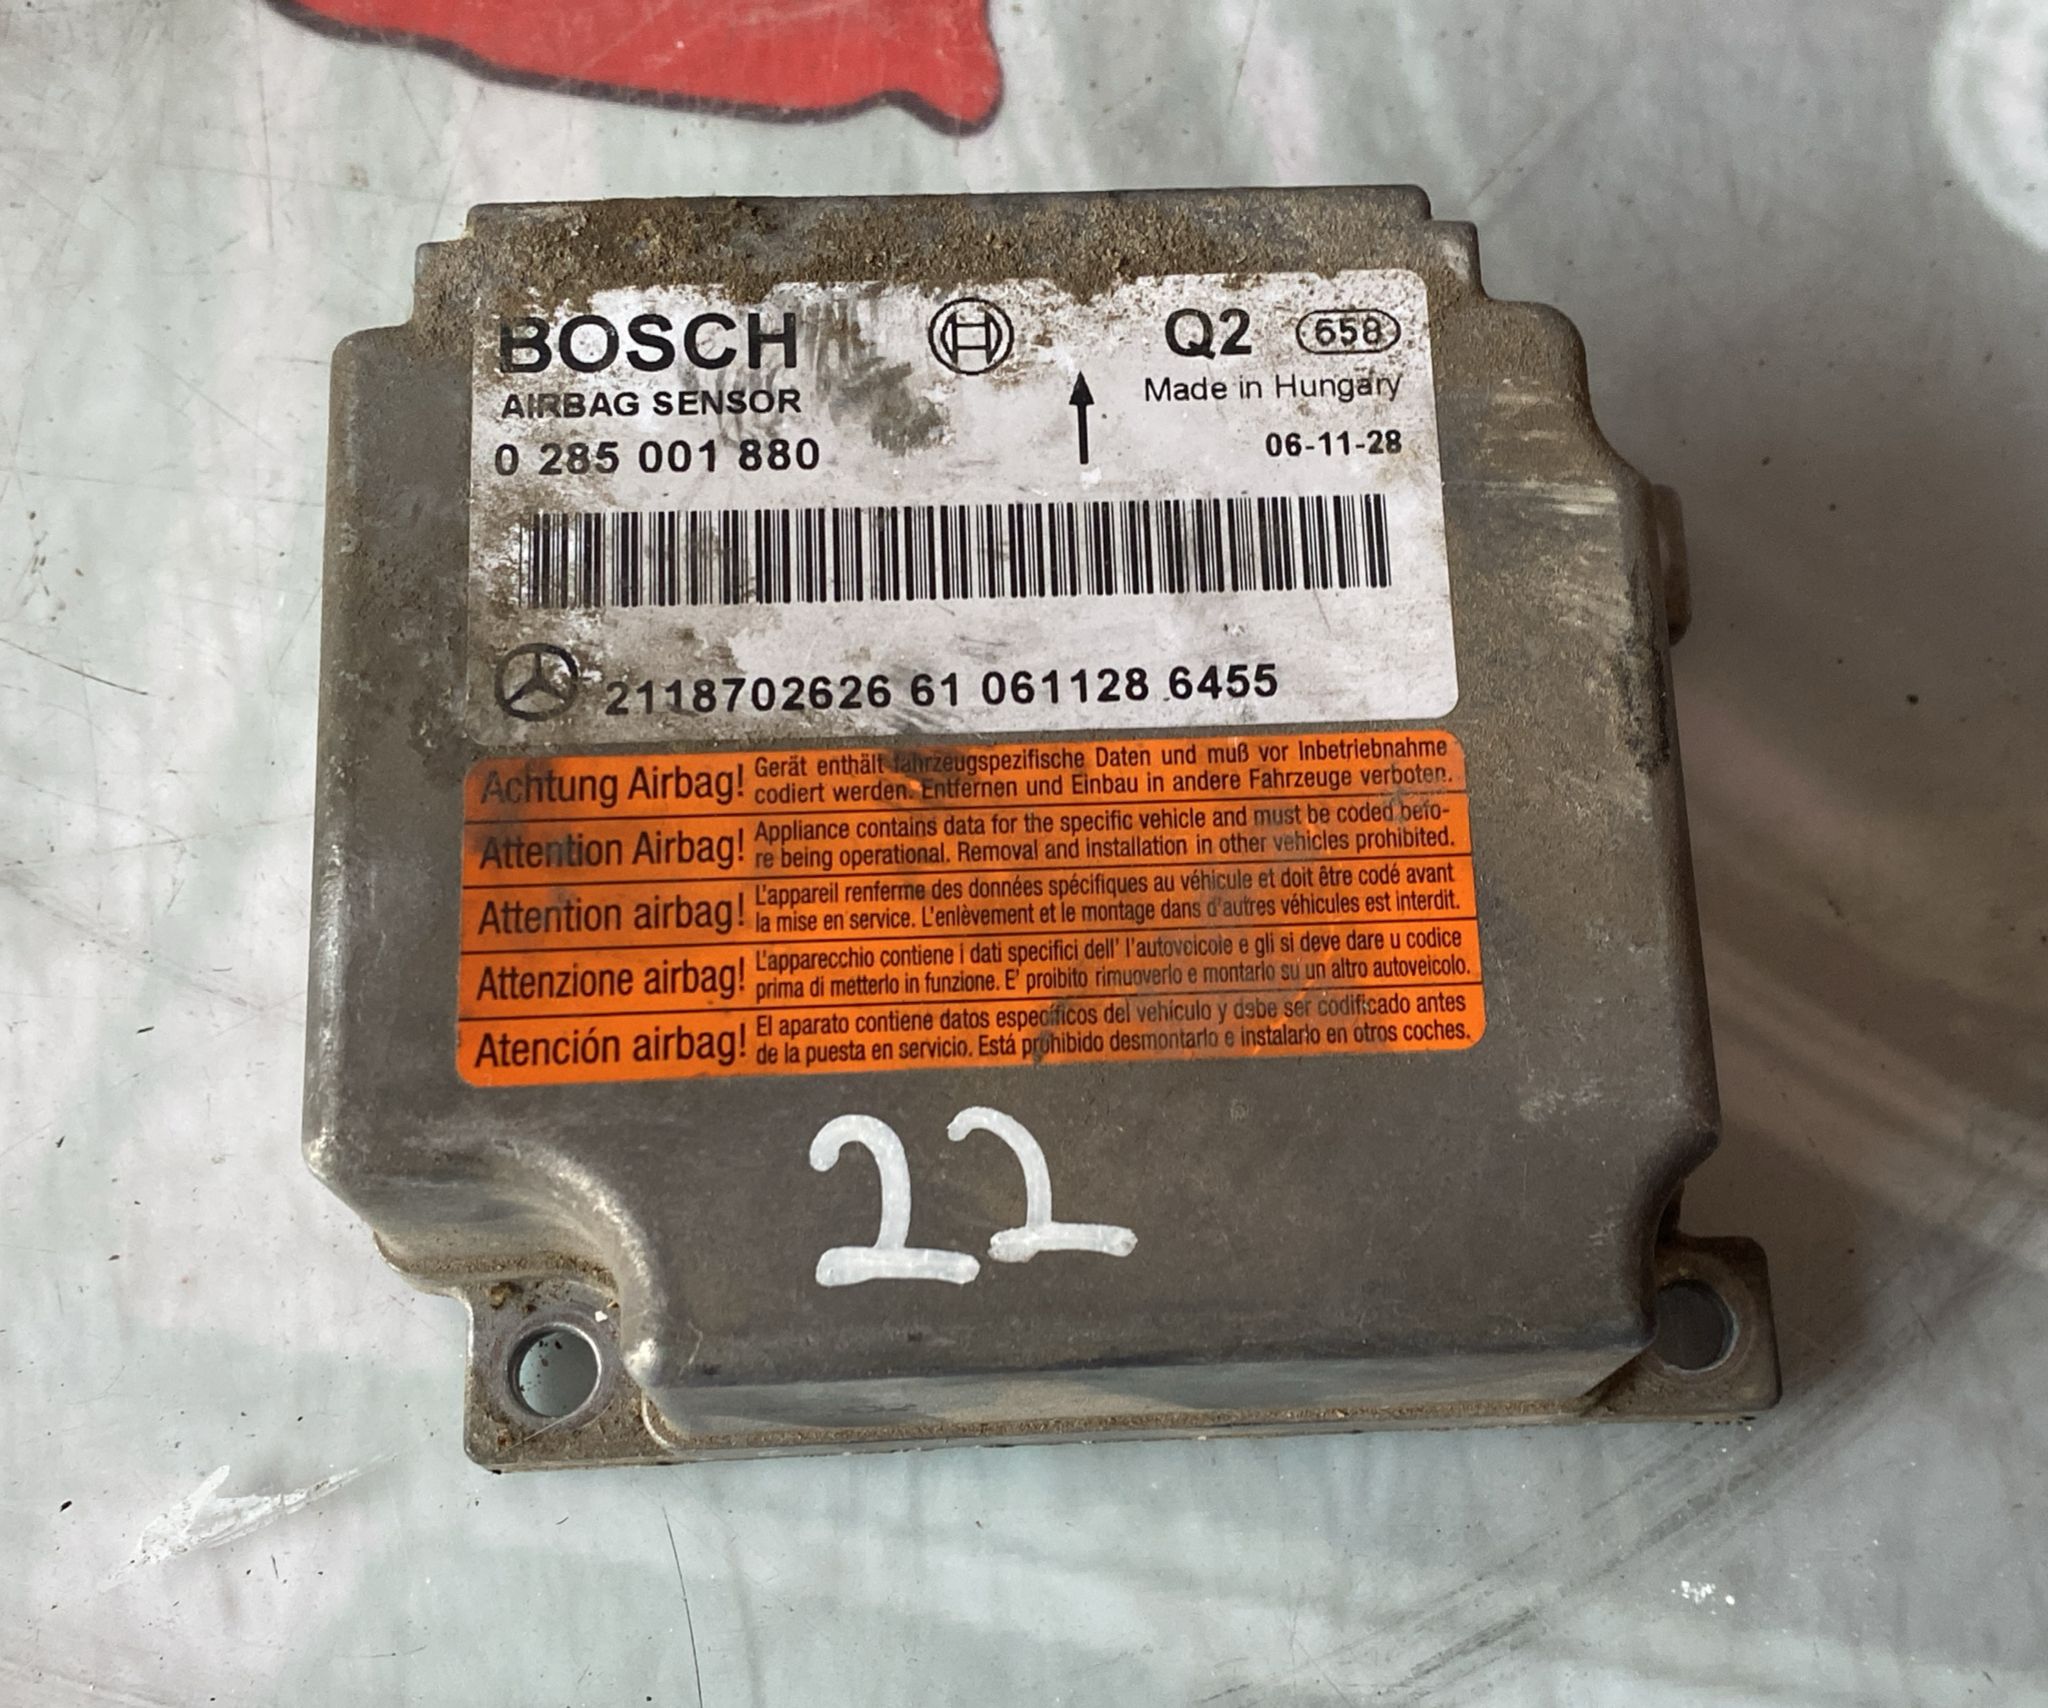 BOSCH
Q2 658
AIRBAG SENSOR
Made in Hungary
0 285 001 880
06-11-28
2118702626 61 061128 6455
Achtung Airbag! Gerät enthält fahrzeugspezifische Daten und muß vor Inbetriebnahme
codiert werden. Entfernen und Einbau in andere Fahrzeuge verboten.
Attention Airbag! Appliance contains data for the specific vehicle and must be coded befo-
re being operational. Removal and installation in other vehicles prohibited.
Attention airbag! L'appareil renferme des données spécifiques au véhicule et doit être codé avant
la mise en service. L'enlèvement et le montage dans d'autres véhicules est interdit.
Attenzione airbag! L'apparecchio contiene i dati specifici dell' l'autoveicole e gli si deve dare u codice
prima di metterlo in funzione. E' proibito rimuoverlo e montarlo su un altro autoveicolo.
Atención airbag! El aparato contiene datos específicos del vehículo y debe ser codificado antes
de la puesta en servicio. Está prohibido desmontarlo e instalarlo en otros coches.
22